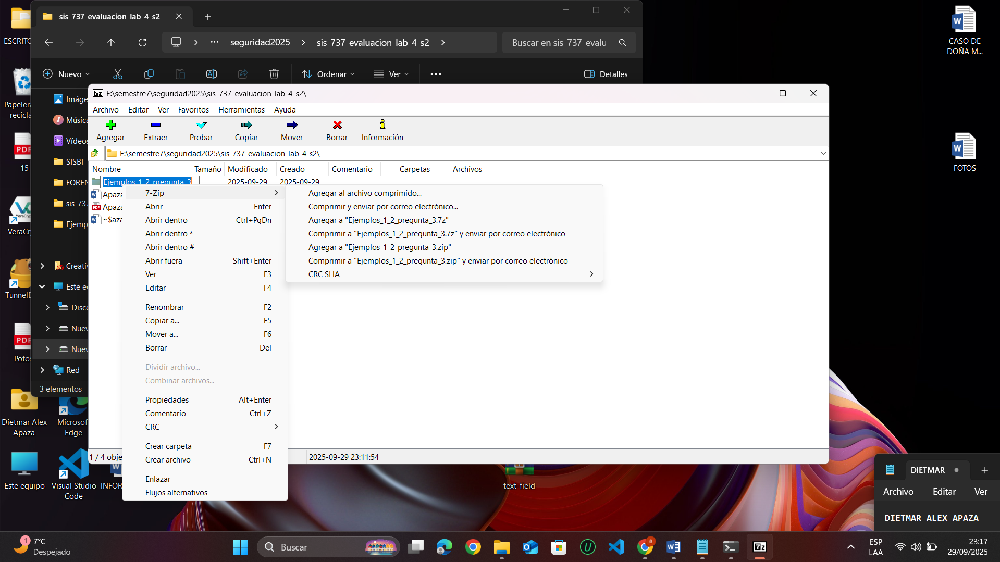 ESCRITO
Papelera
recicla
PDF
15
VeraCry
TunnelB
PDF
Potos
Dietmar Alex
Apaza
Microsof
Edge
Este equipo
Visual Studio
Code
INFOR
sis_737_evaluacion_lab_4_s2
seguridad2025
sis_737_evaluacion_lab_4_s2
Buscar en sis_737_evalu
Nuevo
Ordenar
Ver
Detalles
Imáge
Música
Vídeos
SISBI
FOREN
sis_737
Ejemp
Creativ
Este eq
Disco
Nuev
Nuev
Red
3 elementos
7z E:\semestre7\seguridad2025\sis_737_evaluacion_lab_4_s2\
Archivo Editar Ver Favoritos Herramientas Ayuda
Agregar Extraer Probar Copiar Mover Borrar Información
E:\semestre7\seguridad2025\sis_737_evaluacion_lab_4_s2\
Nombre Tamaño Modificado Creado Comentario Carpetas Archivos
Ejemplos_1_2_pregunta_3 2025-09-29... 2025-09-29...
Apaza
Apaza
~$aza
7-Zip
Abrir Enter
Abrir dentro Ctrl+PgDn
Abrir dentro *
Abrir dentro #
Abrir fuera Shift+Enter
Ver F3
Editar F4
Renombrar F2
Copiar a... F5
Mover a... F6
Borrar Del
Dividir archivo...
Combinar archivos...
Propiedades Alt+Enter
Comentario Ctrl+Z
CRC
Crear carpeta F7
Crear archivo Ctrl+N
Enlazar
Flujos alternativos
Agregar al archivo comprimido...
Comprimir y enviar por correo electrónico...
Agregar a "Ejemplos_1_2_pregunta_3.7z"
Comprimir a "Ejemplos_1_2_pregunta_3.7z" y enviar por correo electrónico
Agregar a "Ejemplos_1_2_pregunta_3.zip"
Comprimir a "Ejemplos_1_2_pregunta_3.zip" y enviar por correo electrónico
CRC SHA
1 / 4 obje
2025-09-29 23:11:54
text-field
CASO DE
DOÑA M...
FOTOS
DIETMAR
Archivo Editar Ver
DIETMAR ALEX APAZA
1
7°C
Despejado
Buscar
a
7z
ESP
LAA
23:17
29/09/2025